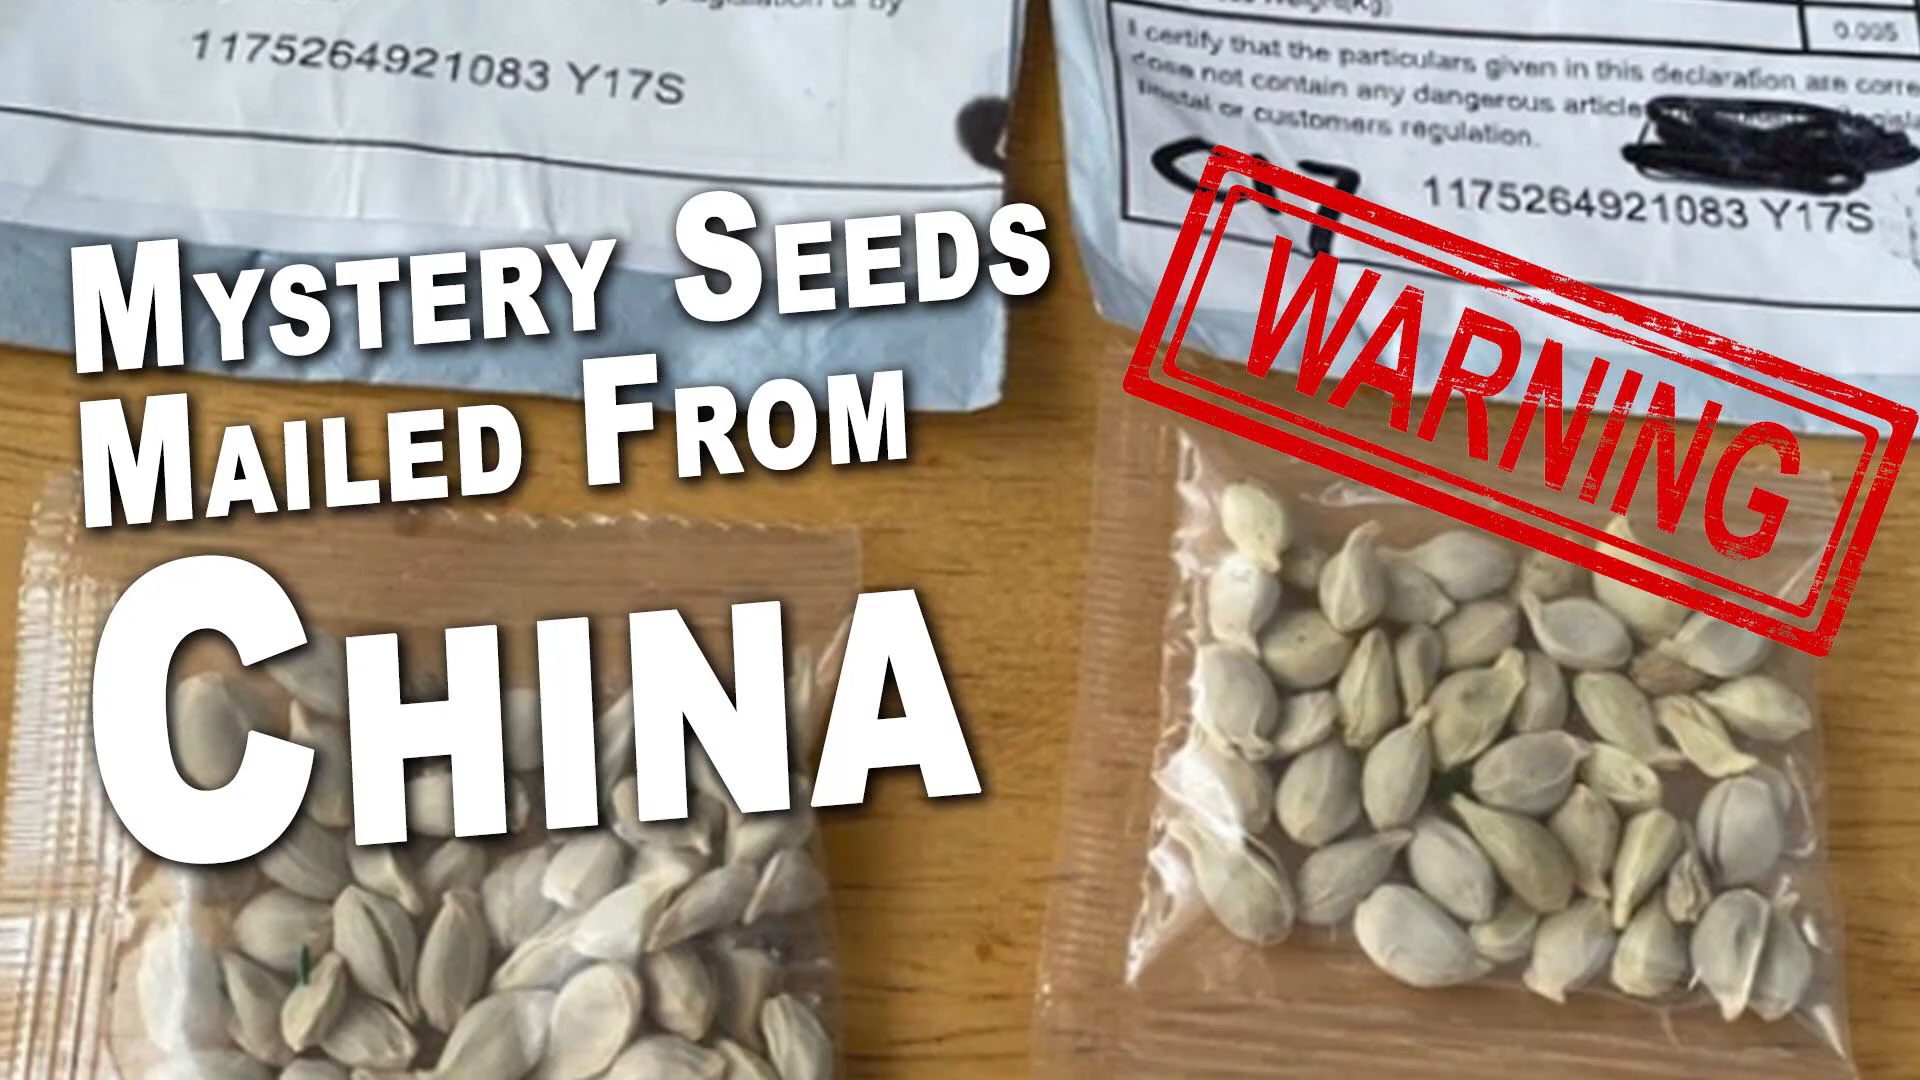 1175264921083 Y17S
0.005
I certify that the particulars given in this declaration are corre
dose not contain any dangerous article
postal or customers regulation.
1175264921083 Y17S
WARNING
MYSTERY SEEDS
MAILED FROM
CHINA